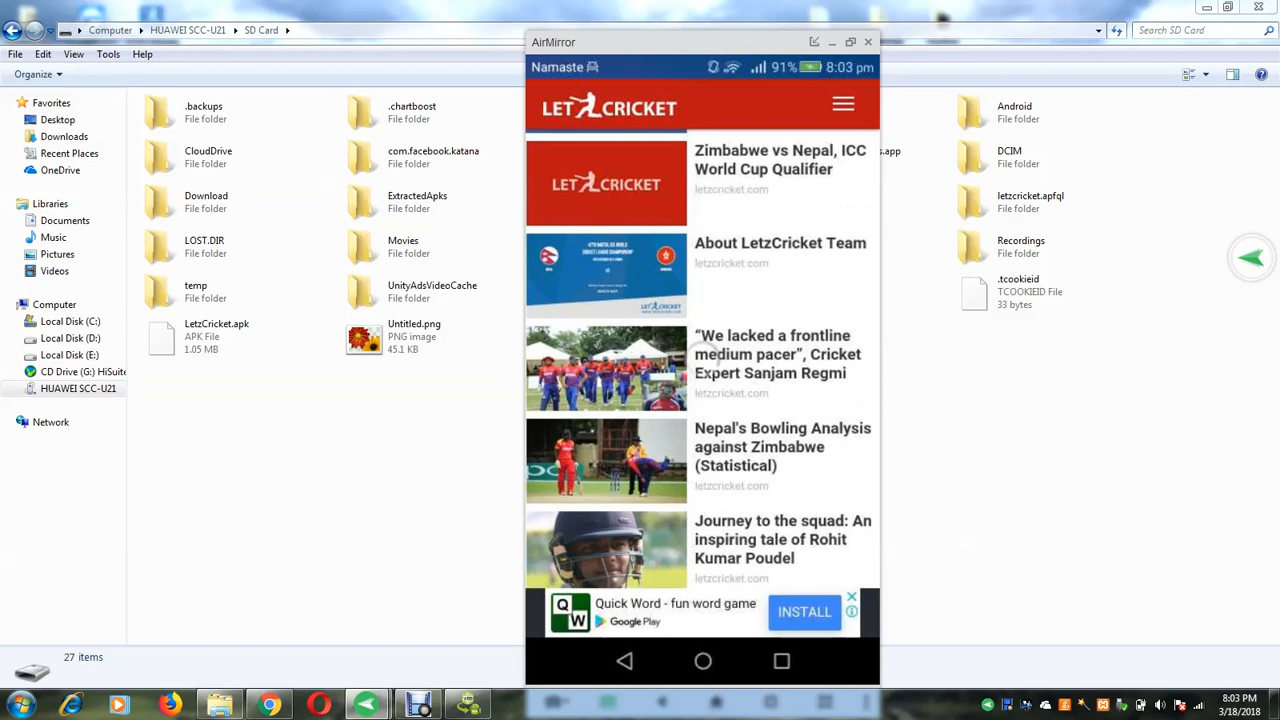 Computer ▸ HUAWEI SCC-U21 ▸ SD Card ▸
Search SD Card
File Edit View Tools Help
Organize
Favorites
Desktop
Downloads
Recent Places
OneDrive
Libraries
Documents
Music
Pictures
Videos
Computer
Local Disk (C:)
Local Disk (D:)
Local Disk (E:)
CD Drive (G:) HiSuite
HUAWEI SCC-U21
Network
.backups
File folder
.chartboost
File folder
Android
File folder
CloudDrive
File folder
com.facebook.katana
File folder
s.app
DCIM
File folder
Download
File folder
ExtractedApks
File folder
letzcricket.apfql
File folder
LOST.DIR
File folder
Movies
File folder
File folder
temp
File folder
UnityAdsVideoCache
File folder
.tcookieid
TCOOKIEID File
33 bytes
LetzCricket.apk
APK File
1.05 MB
Untitled.png
PNG image
45.1 KB
AirMirror
Namaste 91% 8:03 pm
LETZCRICKET
LETZCRICKET
Zimbabwe vs Nepal, ICC
World Cup Qualifier
letzcricket.com
About LetzCricket Team
letzcricket.com
“We lacked a frontline
medium pacer”, Cricket
Expert Sanjam Regmi
letzcricket.com
Nepal's Bowling Analysis
against Zimbabwe
(Statistical)
letzcricket.com
Journey to the squad: An
inspiring tale of Rohit
Kumar Poudel
letzcricket.com
Q
W
Quick Word - fun word game
Google Play
INSTALL
27 items
8:03 PM
3/18/2018